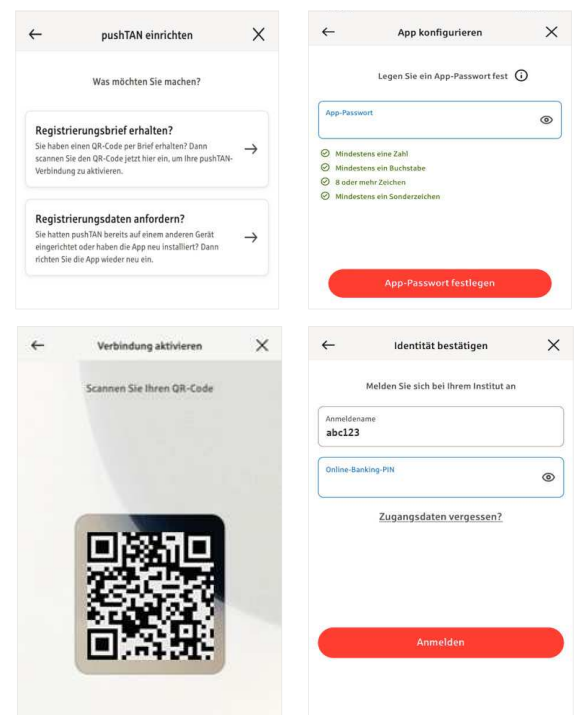 pushTAN einrichten
Was möchten Sie machen?
Registrierungsbrief erhalten?
Sie haben einen QR-Code per Brief erhalten? Dann
scannen Sie den QR-Code jetzt hier ein, um Ihre pushTAN-
Verbindung zu aktivieren.
Registrierungsdaten anfordern?
Sie hatten pushTAN bereits auf einem anderen Gerät
eingerichtet oder haben die App neu installiert? Dann
richten Sie die App wieder neu ein.
App konfigurieren
Legen Sie ein App-Passwort fest
App-Passwort
Mindestens eine Zahl
Mindestens ein Buchstabe
8 oder mehr Zeichen
Mindestens ein Sonderzeichen
App-Passwort festlegen
Verbindung aktivieren
Scannen Sie Ihren QR-Code
Identität bestätigen
Melden Sie sich bei Ihrem Institut an
Anmeldename
abc123
Online-Banking-PIN
Zugangsdaten vergessen?
Anmelden